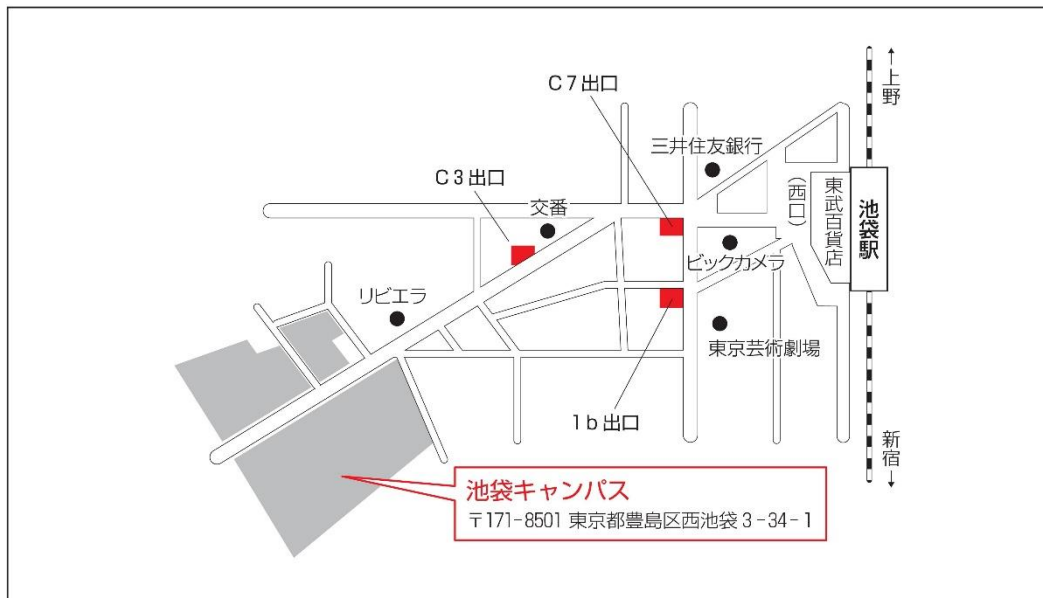 ↑上野
C7出口
三井住友銀行
C3出口
交番
(西口)
東武百貨店
池袋駅
ビックカメラ
リビエラ
東京芸術劇場
1b出口
新宿↓
池袋キャンパス
〒171-8501 東京都豊島区西池袋3-34-1